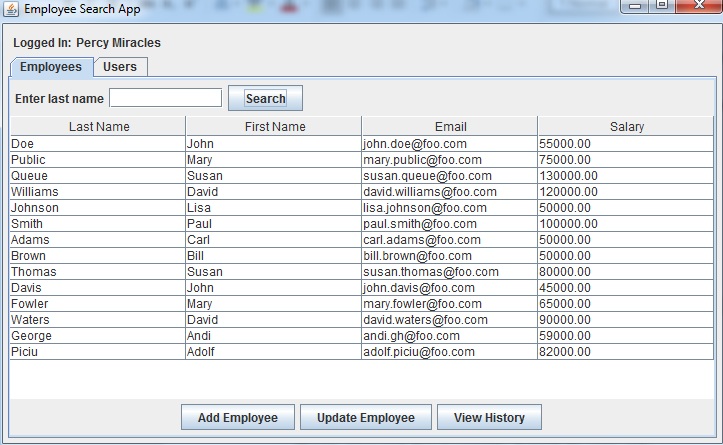 Employee Search App
Logged In: Percy Miracles
Employees Users
Enter last name Search
Last Name First Name Email Salary
Doe John john.doe@foo.com 55000.00
Public Mary mary.public@foo.com 75000.00
Queue Susan susan.queue@foo.com 130000.00
Williams David david.williams@foo.com 120000.00
Johnson Lisa lisa.johnson@foo.com 50000.00
Smith Paul paul.smith@foo.com 100000.00
Adams Carl carl.adams@foo.com 50000.00
Brown Bill bill.brown@foo.com 50000.00
Thomas Susan susan.thomas@foo.com 80000.00
Davis John john.davis@foo.com 45000.00
Fowler Mary mary.fowler@foo.com 65000.00
Waters David david.waters@foo.com 90000.00
George Andi andi.gh@foo.com 59000.00
Piciu Adolf adolf.piciu@foo.com 82000.00
Add Employee Update Employee View History